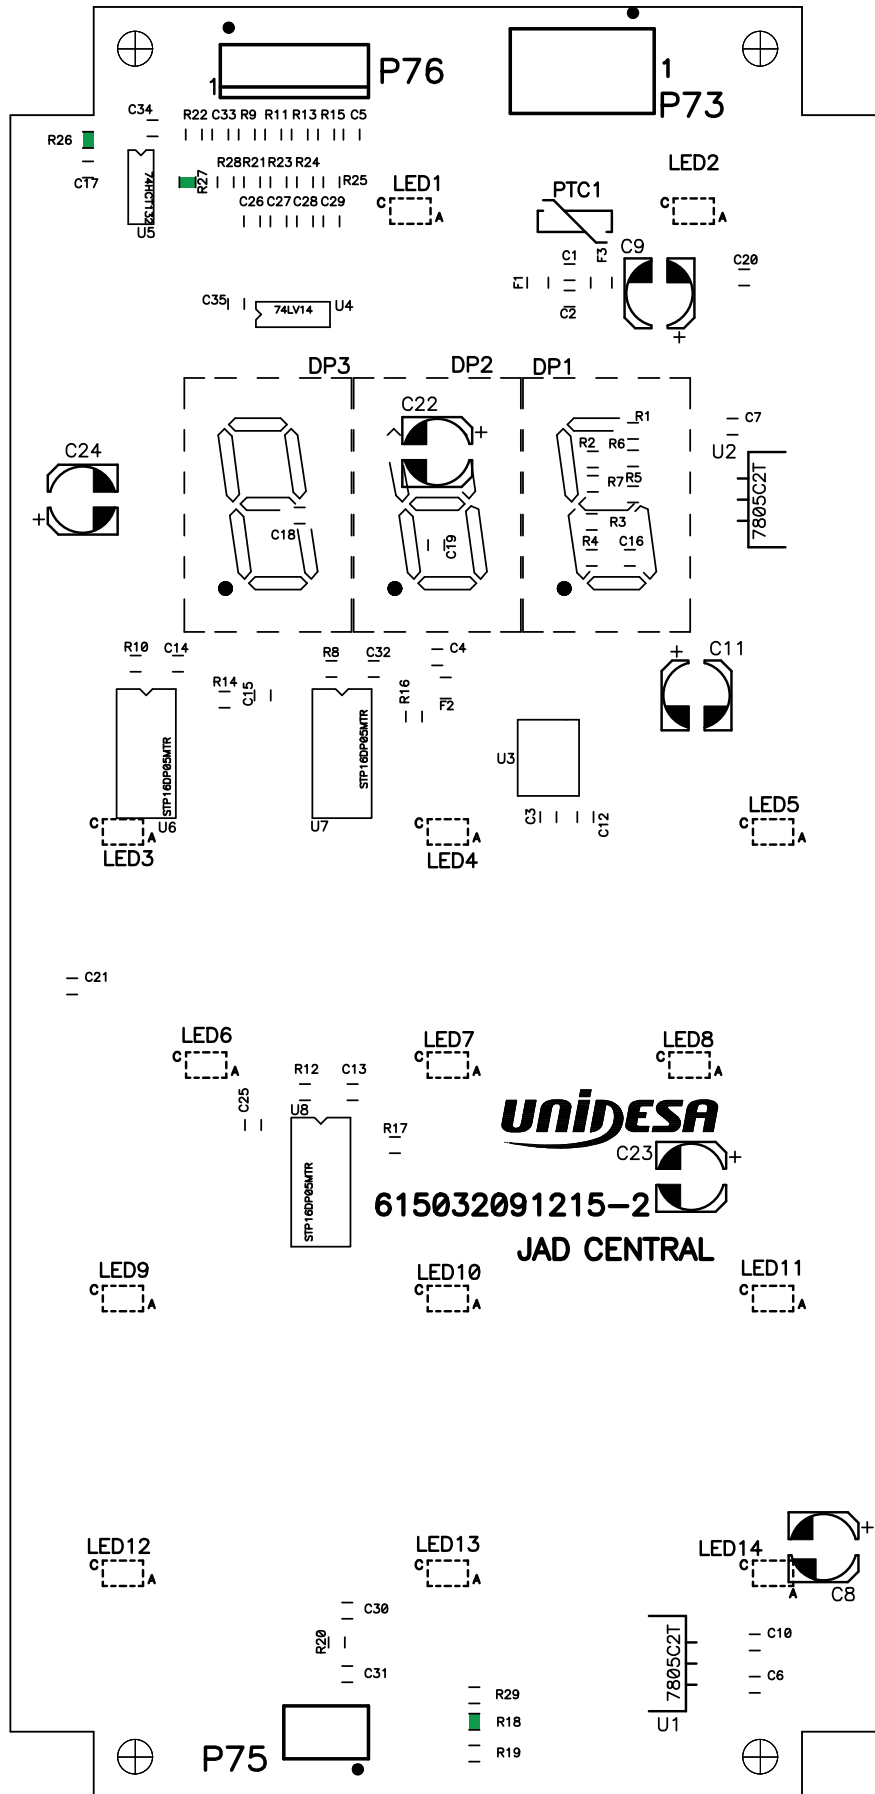 P76
1
1
P73
C34
R22 C33 R9 R11 R13 R15 C5
R26
C17
74HCT132
U5
R27
R28 R21 R23 R24
R25
C26 C27 C28 C29
LED1
C
A
PTC1
LED2
C
A
F3
C9
+
C1
F1
C2
C20
C35
74LV14
U4
DP3
DP2
DP1
C22
+
R1
R2
R6
R7
R5
R3
R4
C16
C7
U2
7805C2T
C24
+
C18
C19
R10
C14
R14
C15
R8
C32
C4
R16
F2
+
C11
STP16DP05MTR
U6
STP16DP05MTR
U7
U3
C3
C12
C
A
LED3
C
A
LED4
LED5
C
A
C21
LED6
C
A
LED7
C
A
LED8
C
A
R12
C13
C25
U8
R17
STP16DP05MTR
UNIDESA
C23
+
615032091215-2
JAD CENTRAL
LED9
C
A
LED10
C
A
LED11
C
A
LED12
C
A
LED13
C
A
LED14
C
A
+
C8
C30
R20
C31
7805C2T
U1
C10
C6
R29
R18
R19
P75